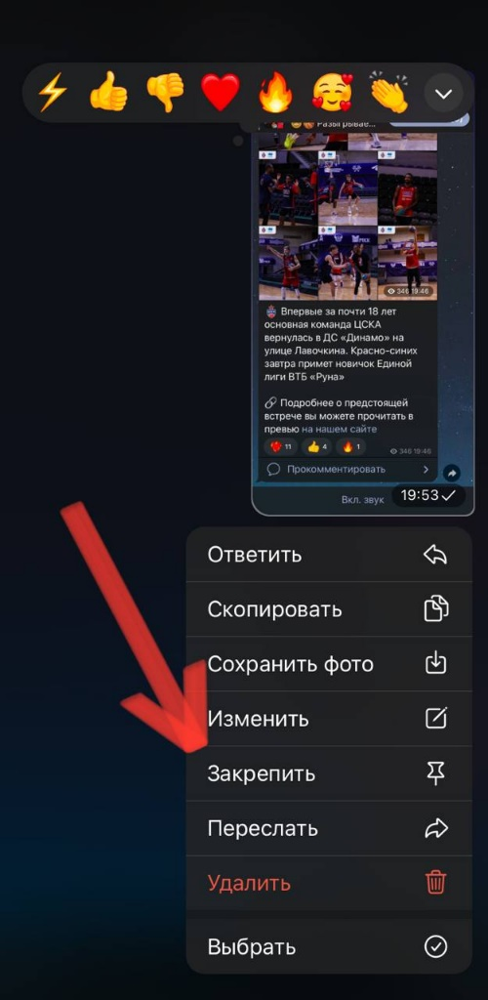 Разыгрывае...
346 19:46
Впервые за почти 18 лет
основная команда ЦСКА
вернулась в ДС «Динамо» на
улице Лавочкина. Красно-синих
завтра примет новичок Единой
лиги ВТБ «Руна»
Подробнее о предстоящей
встрече вы можете прочитать в
превью на нашем сайте
11 4 1 346 19:46
Прокомментировать
Вкл. звук 19:53
Ответить
Скопировать
Сохранить фото
Изменить
Закрепить
Переслать
Удалить
Выбрать